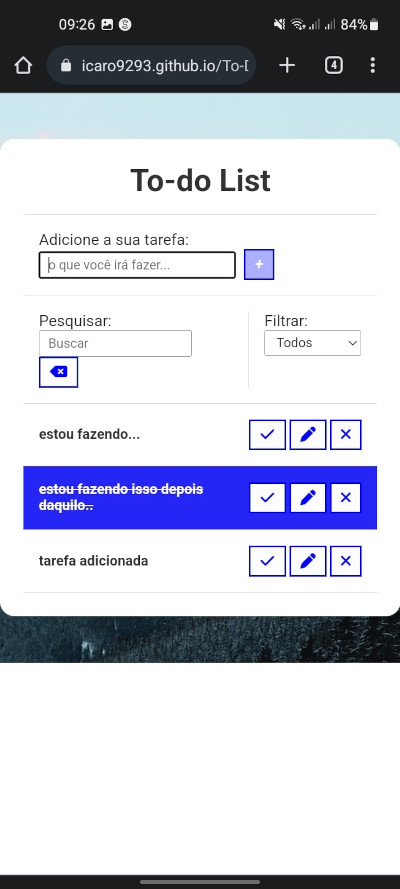 09:26 84%
icaro9293.github.io/To-D
4
To-do List
Adicione a sua tarefa:
o que você irá fazer...
+
Pesquisar:
Buscar
Filtrar:
Todos
estou fazendo...
estou fazendo isso depois
daquilo..
tarefa adicionada